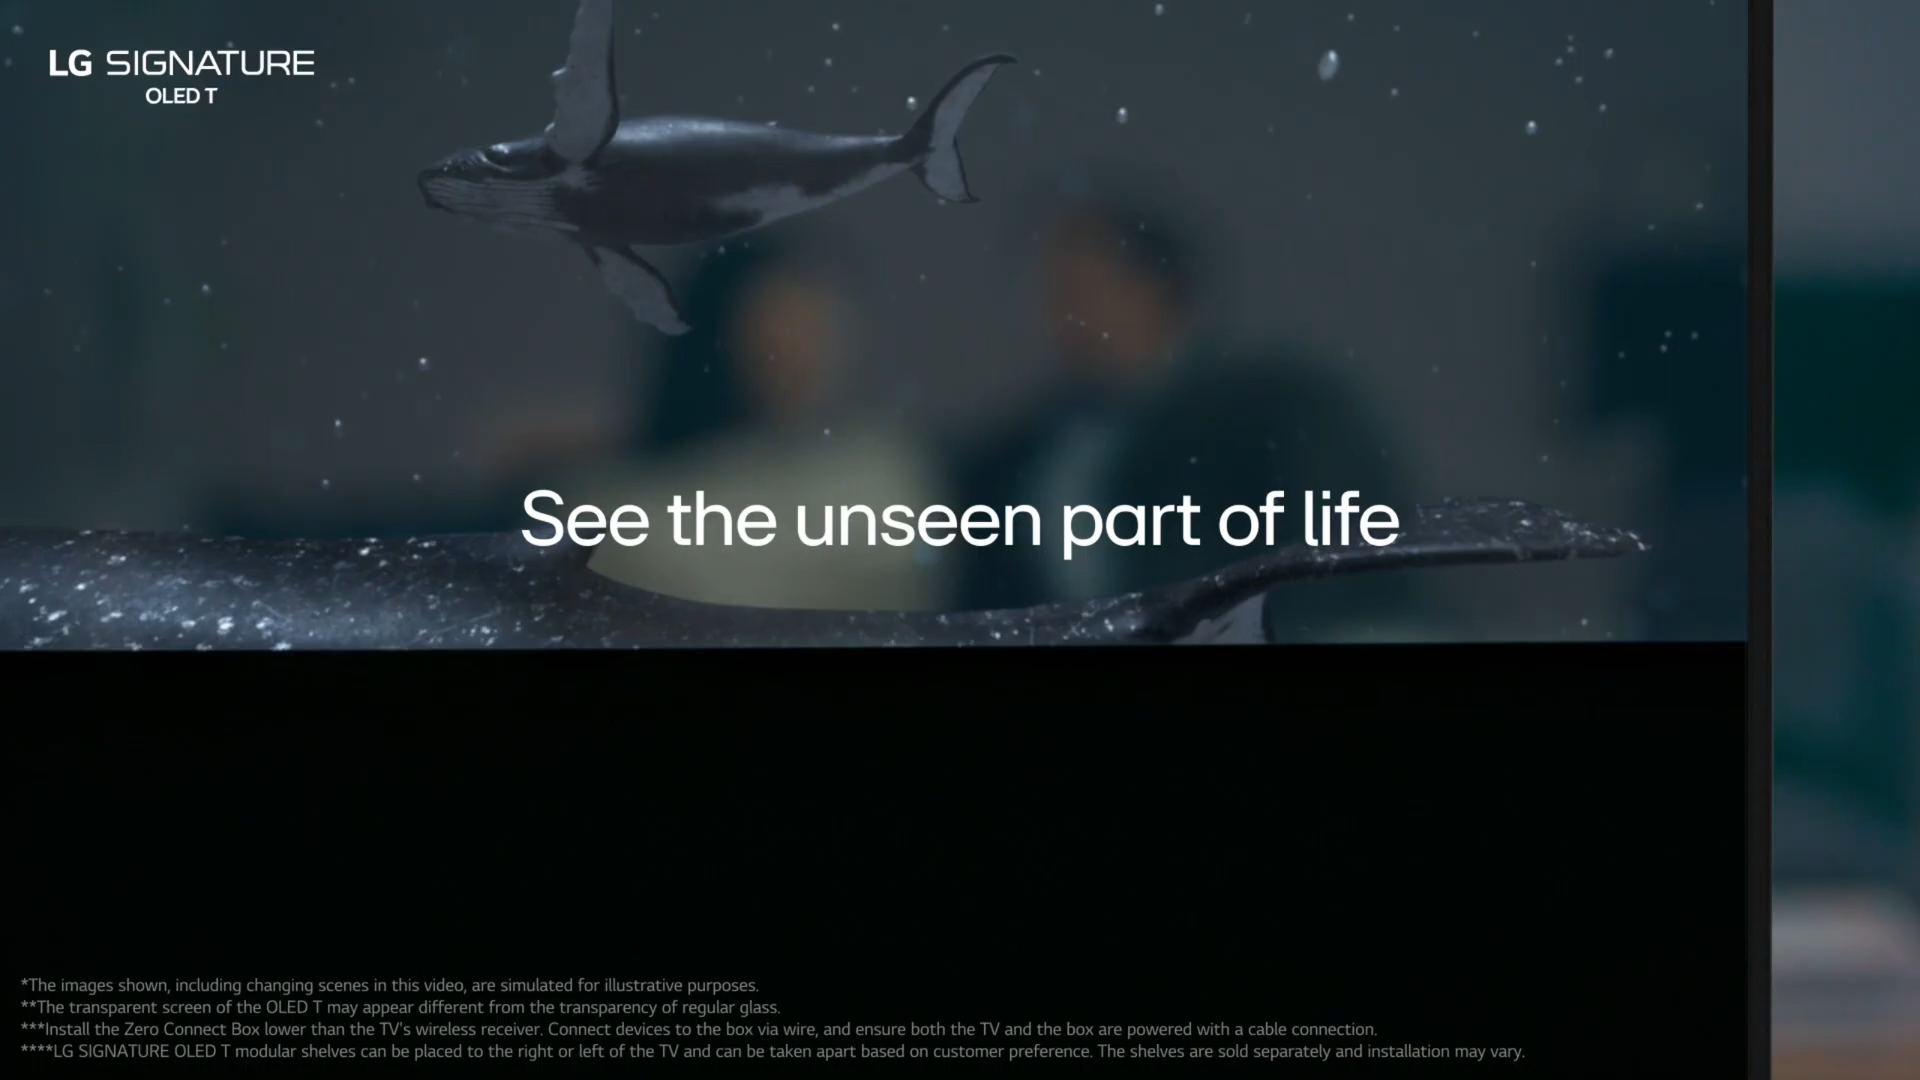 LG SIGNATURE
OLED T
See the unseen part of life
*The images shown, including changing scenes in this video, are simulated for illustrative purposes.
**The transparent screen of the OLED T may appear different from the transparency of regular glass.
***Install the Zero Connect Box lower than the TV's wireless receiver. Connect devices to the box via wire, and ensure both the TV and the box are powered with a cable connection.
****LG SIGNATURE OLED T modular shelves can be placed to the right or left of the TV and can be taken apart based on customer preference. The shelves are sold separately and installation may vary.